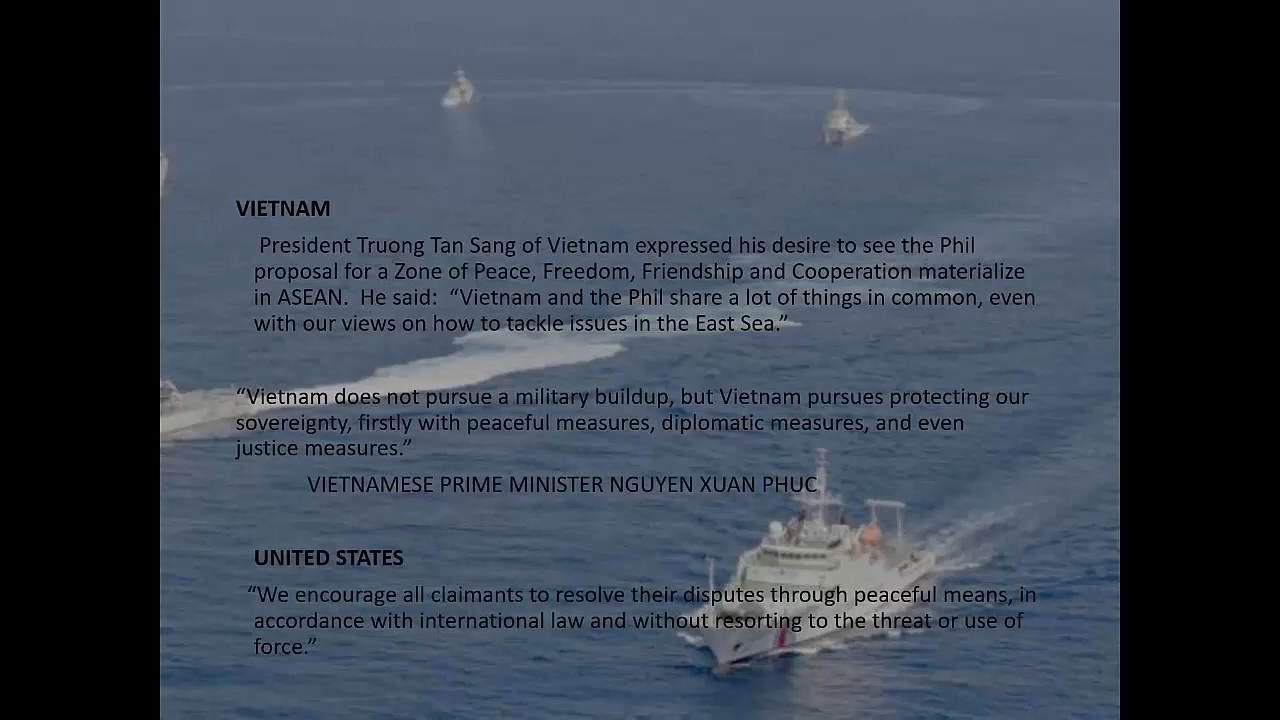 VIETNAM
President Truong Tan Sang of Vietnam expressed his desire to see the Phil
proposal for a Zone of Peace, Freedom, Friendship and Cooperation materialize
in ASEAN.  He said:  “Vietnam and the Phil share a lot of things in common, even
with our views on how to tackle issues in the East Sea.”
“Vietnam does not pursue a military buildup, but Vietnam pursues protecting our
sovereignty, firstly with peaceful measures, diplomatic measures, and even
justice measures.”
VIETNAMESE PRIME MINISTER NGUYEN XUAN PHUC
UNITED STATES
“We encourage all claimants to resolve their disputes through peaceful means, in
accordance with international law and without resorting to the threat or use of
force.”